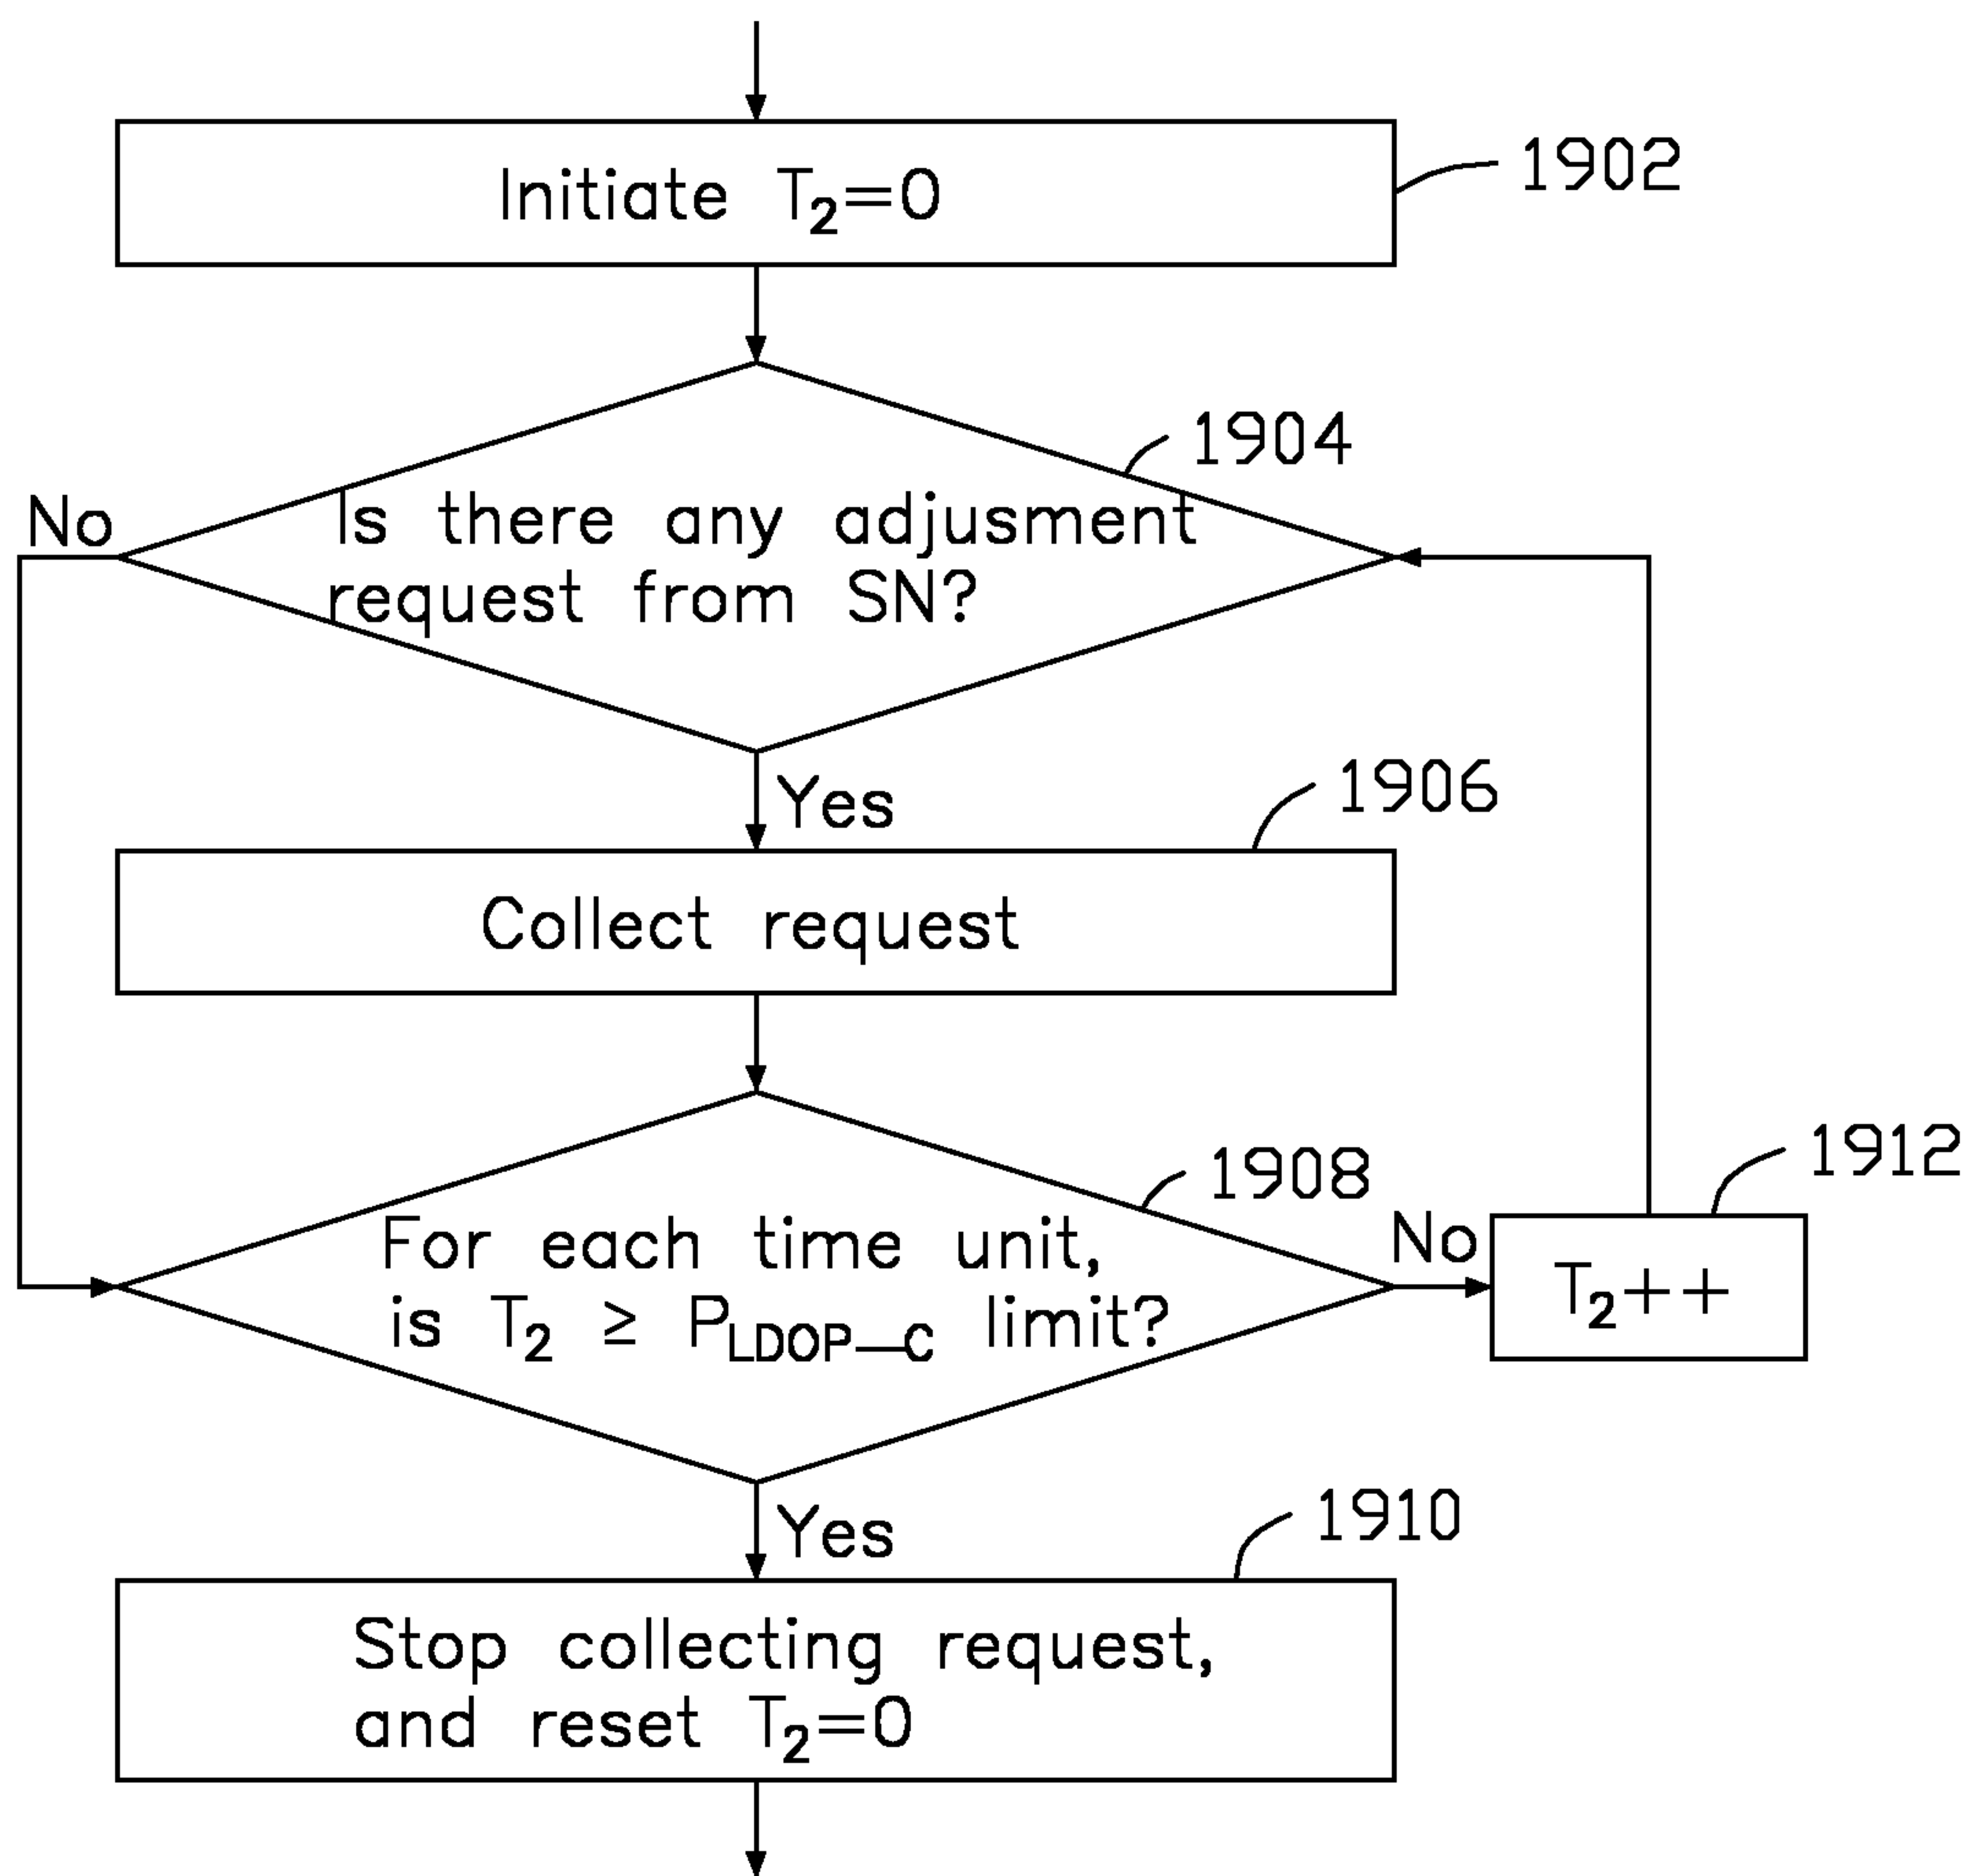 Initiate T₂=0
1902
1904
No
Is there any adjusment
request from SN?
Yes
1906
Collect request
1908
1912
For each time unit,
is T₂ ≥ P_LDOP_C limit?
No
T₂++
Yes
1910
Stop collecting request,
and reset T₂=0